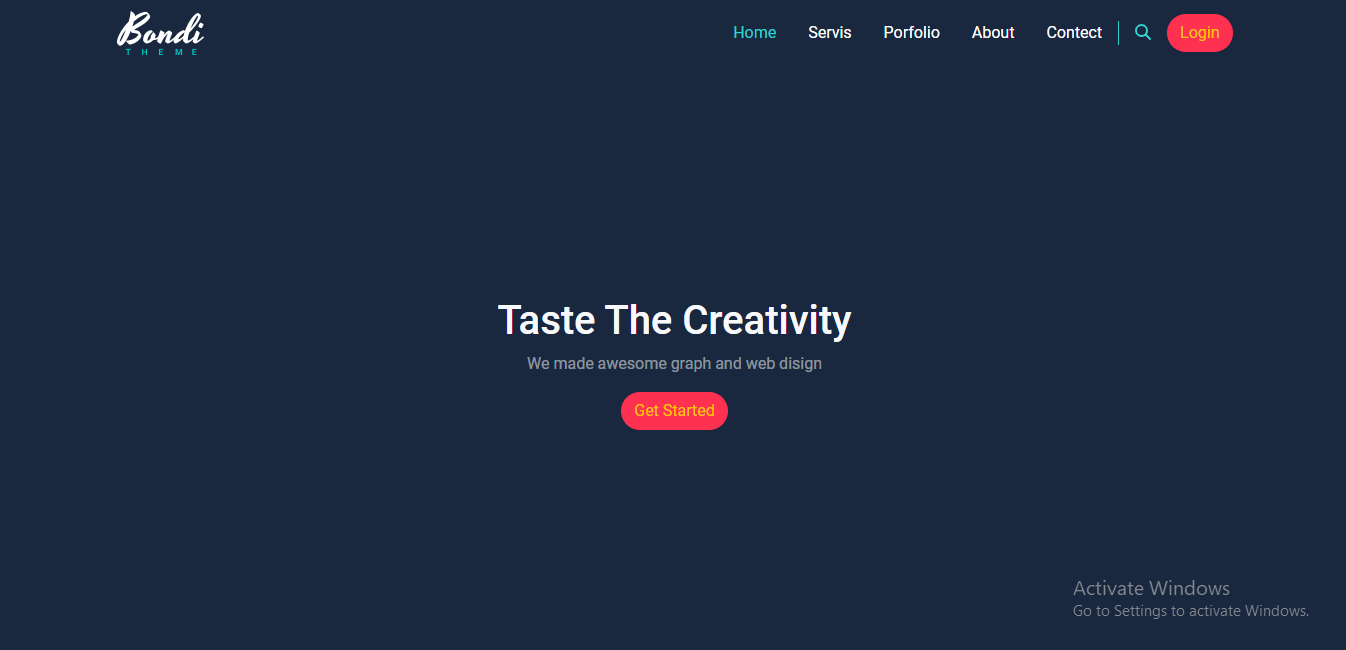 Bondi
THEME
Home Servis Porfolio About Contect Login
Taste The Creativity
We made awesome graph and web disign
Get Started
Activate Windows
Go to Settings to activate Windows.